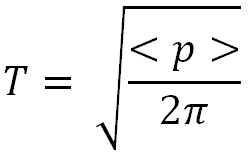 T = √(<p>/2π)